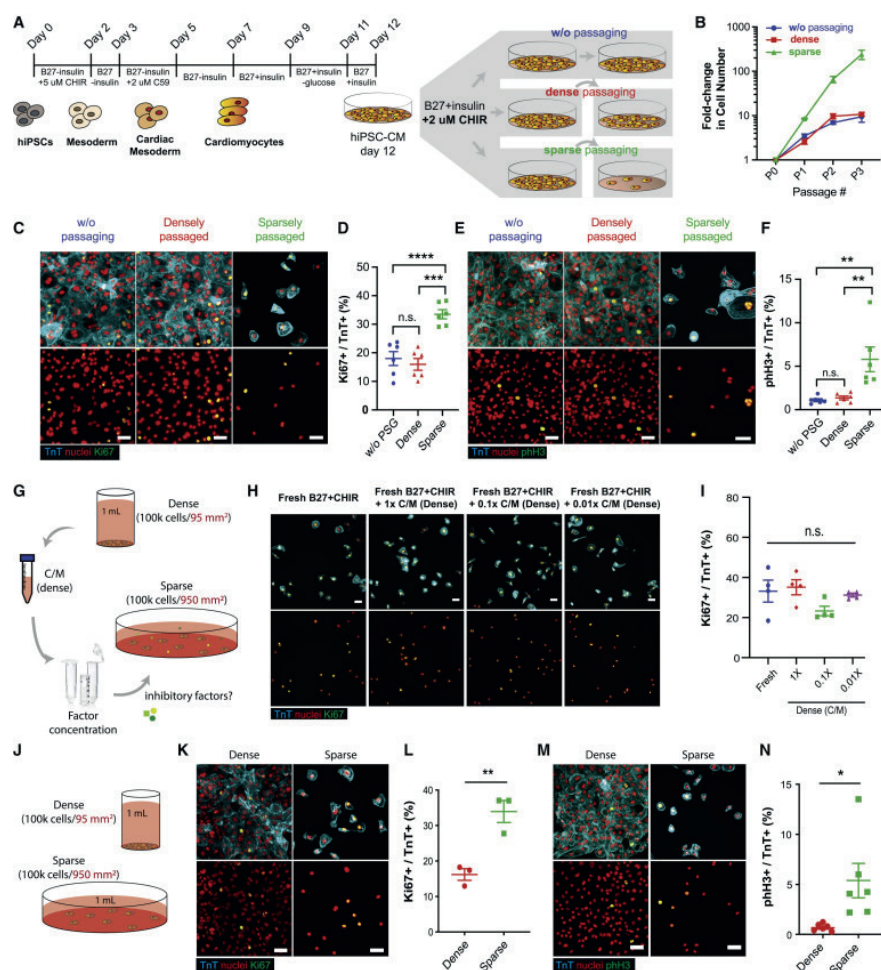 A
Day 0
Day 2
Day 3
Day 5
Day 7
Day 9
Day 11
Day 12
B27-insulin
+5 uM CHIR
B27
-insulin
B27-insulin
+2 uM C59
B27-insulin
B27+insulin
B27+insulin
-glucose
B27
+insulin
hiPSCs
Mesoderm
Cardiac
Mesoderm
Cardiomyocytes
hiPSC-CM
day 12
B27+insulin
+2 uM CHIR
w/o passaging
dense passaging
sparse passaging
B
w/o passaging
dense
sparse
Fold-change
in Cell Number
1000
100
10
1
P0
P1
P2
P3
Passage #
C
w/o
passaging
Densely
passaged
Sparsely
passaged
TnT nuclei Ki67
D
Ki67+ / TnT+ (%)
50
40
30
20
10
0
****
***
n.s.
w/o PSG
Dense
Sparse
E
w/o
passaging
Densely
passaged
Sparsely
passaged
TnT nuclei phH3
F
phH3+ / TnT+ (%)
15
10
5
0
**
**
n.s.
w/o PSG
Dense
Sparse
G
1 mL
Dense
(100k cells/95 mm²)
C/M
(dense)
Sparse
(100k cells/950 mm²)
Factor
concentration
inhibitory factors?
H
Fresh B27+CHIR
Fresh B27+CHIR
+ 1x C/M (Dense)
Fresh B27+CHIR
+ 0.1x C/M (Dense)
Fresh B27+CHIR
+ 0.01x C/M (Dense)
TnT nuclei Ki67
I
Ki67+ / TnT+ (%)
80
60
40
20
0
n.s.
Fresh
1X
0.1X
0.01X
Dense (C/M)
J
Dense
(100k cells/95 mm²)
1 mL
Sparse
(100k cells/950 mm²)
1 mL
K
Dense
Sparse
TnT nuclei Ki67
L
Ki67+ / TnT+ (%)
40
30
20
10
0
**
Dense
Sparse
M
Dense
Sparse
TnT nuclei phH3
N
phH3+ / TnT+ (%)
15
10
5
0
*
Dense
Sparse